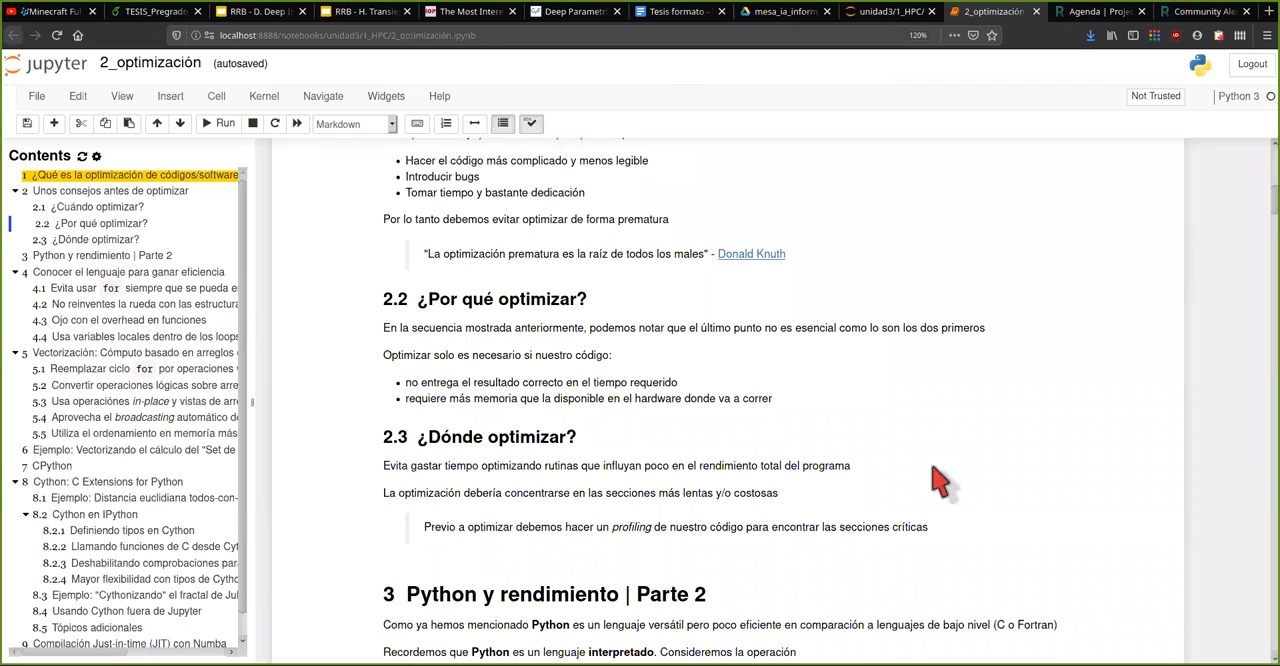 Minecraft Ful
TESIS_Pregrado
RRB - D. Deep I
RRB - H. Transie
The Most Intere
Deep Parametri
Tesis formato -
mesa_ia_inform
unidad3/1_HPC/
2_optimización
Agenda | Proje
Community Ale
localhost:8888/notebooks/unidad3/1_HPC/2_optimización.ipynb
120%
jupyter 2_optimización (autosaved)
Logout
File Edit View Insert Cell Kernel Navigate Widgets Help
Not Trusted
Python 3
Run
Markdown
Contents
1 ¿Qué es la optimización de códigos/software
2 Unos consejos antes de optimizar
2.1 ¿Cuándo optimizar?
2.2 ¿Por qué optimizar?
2.3 ¿Dónde optimizar?
3 Python y rendimiento | Parte 2
4 Conocer el lenguaje para ganar eficiencia
4.1 Evita usar for siempre que se pueda e
4.2 No reinventes la rueda con las estructura
4.3 Ojo con el overhead en funciones
4.4 Usa variables locales dentro de los loops
5 Vectorización: Cómputo basado en arreglos
5.1 Reemplazar ciclo for por operaciones
5.2 Convertir operaciones lógicas sobre arre
5.3 Usa operaciónes in-place y vistas de arr
5.4 Aprovecha el broadcasting automático d
5.5 Utiliza el ordenamiento en memoría más
6 Ejemplo: Vectorizando el cálculo del "Set de
7 CPython
8 Cython: C Extensions for Python
8.1 Ejemplo: Distancia euclidiana todos-con-
8.2 Cython en IPython
8.2.1 Definiendo tipos en Cython
8.2.2 Llamando funciones de C desde Cyt
8.2.3 Deshabilitando comprobaciones par
8.2.4 Mayor flexibilidad con tipos de Cytho
8.3 Ejemplo: "Cythonizando" el fractal de Jul
8.4 Usando Cython fuera de Jupyter
8.5 Tópicos adicionales
9 Compilación Just-in-time (JIT) con Numba
Hacer el código más complicado y menos legible
Introducir bugs
Tomar tiempo y bastante dedicación
Por lo tanto debemos evitar optimizar de forma prematura
"La optimización prematura es la raíz de todos los males" - Donald Knuth
2.2 ¿Por qué optimizar?
En la secuencia mostrada anteriormente, podemos notar que el último punto no es esencial como lo son los dos primeros
Optimizar solo es necesario si nuestro código:
no entrega el resultado correcto en el tiempo requerido
requiere más memoria que la disponible en el hardware donde va a correr
2.3 ¿Dónde optimizar?
Evita gastar tiempo optimizando rutinas que influyan poco en el rendimiento total del programa
La optimización debería concentrarse en las secciones más lentas y/o costosas
Previo a optimizar debemos hacer un profiling de nuestro código para encontrar las secciones críticas
3 Python y rendimiento | Parte 2
Como ya hemos mencionado Python es un lenguaje versátil pero poco eficiente en comparación a lenguajes de bajo nivel (C o Fortran)
Recordemos que Python es un lenguaje interpretado. Consideremos la operación